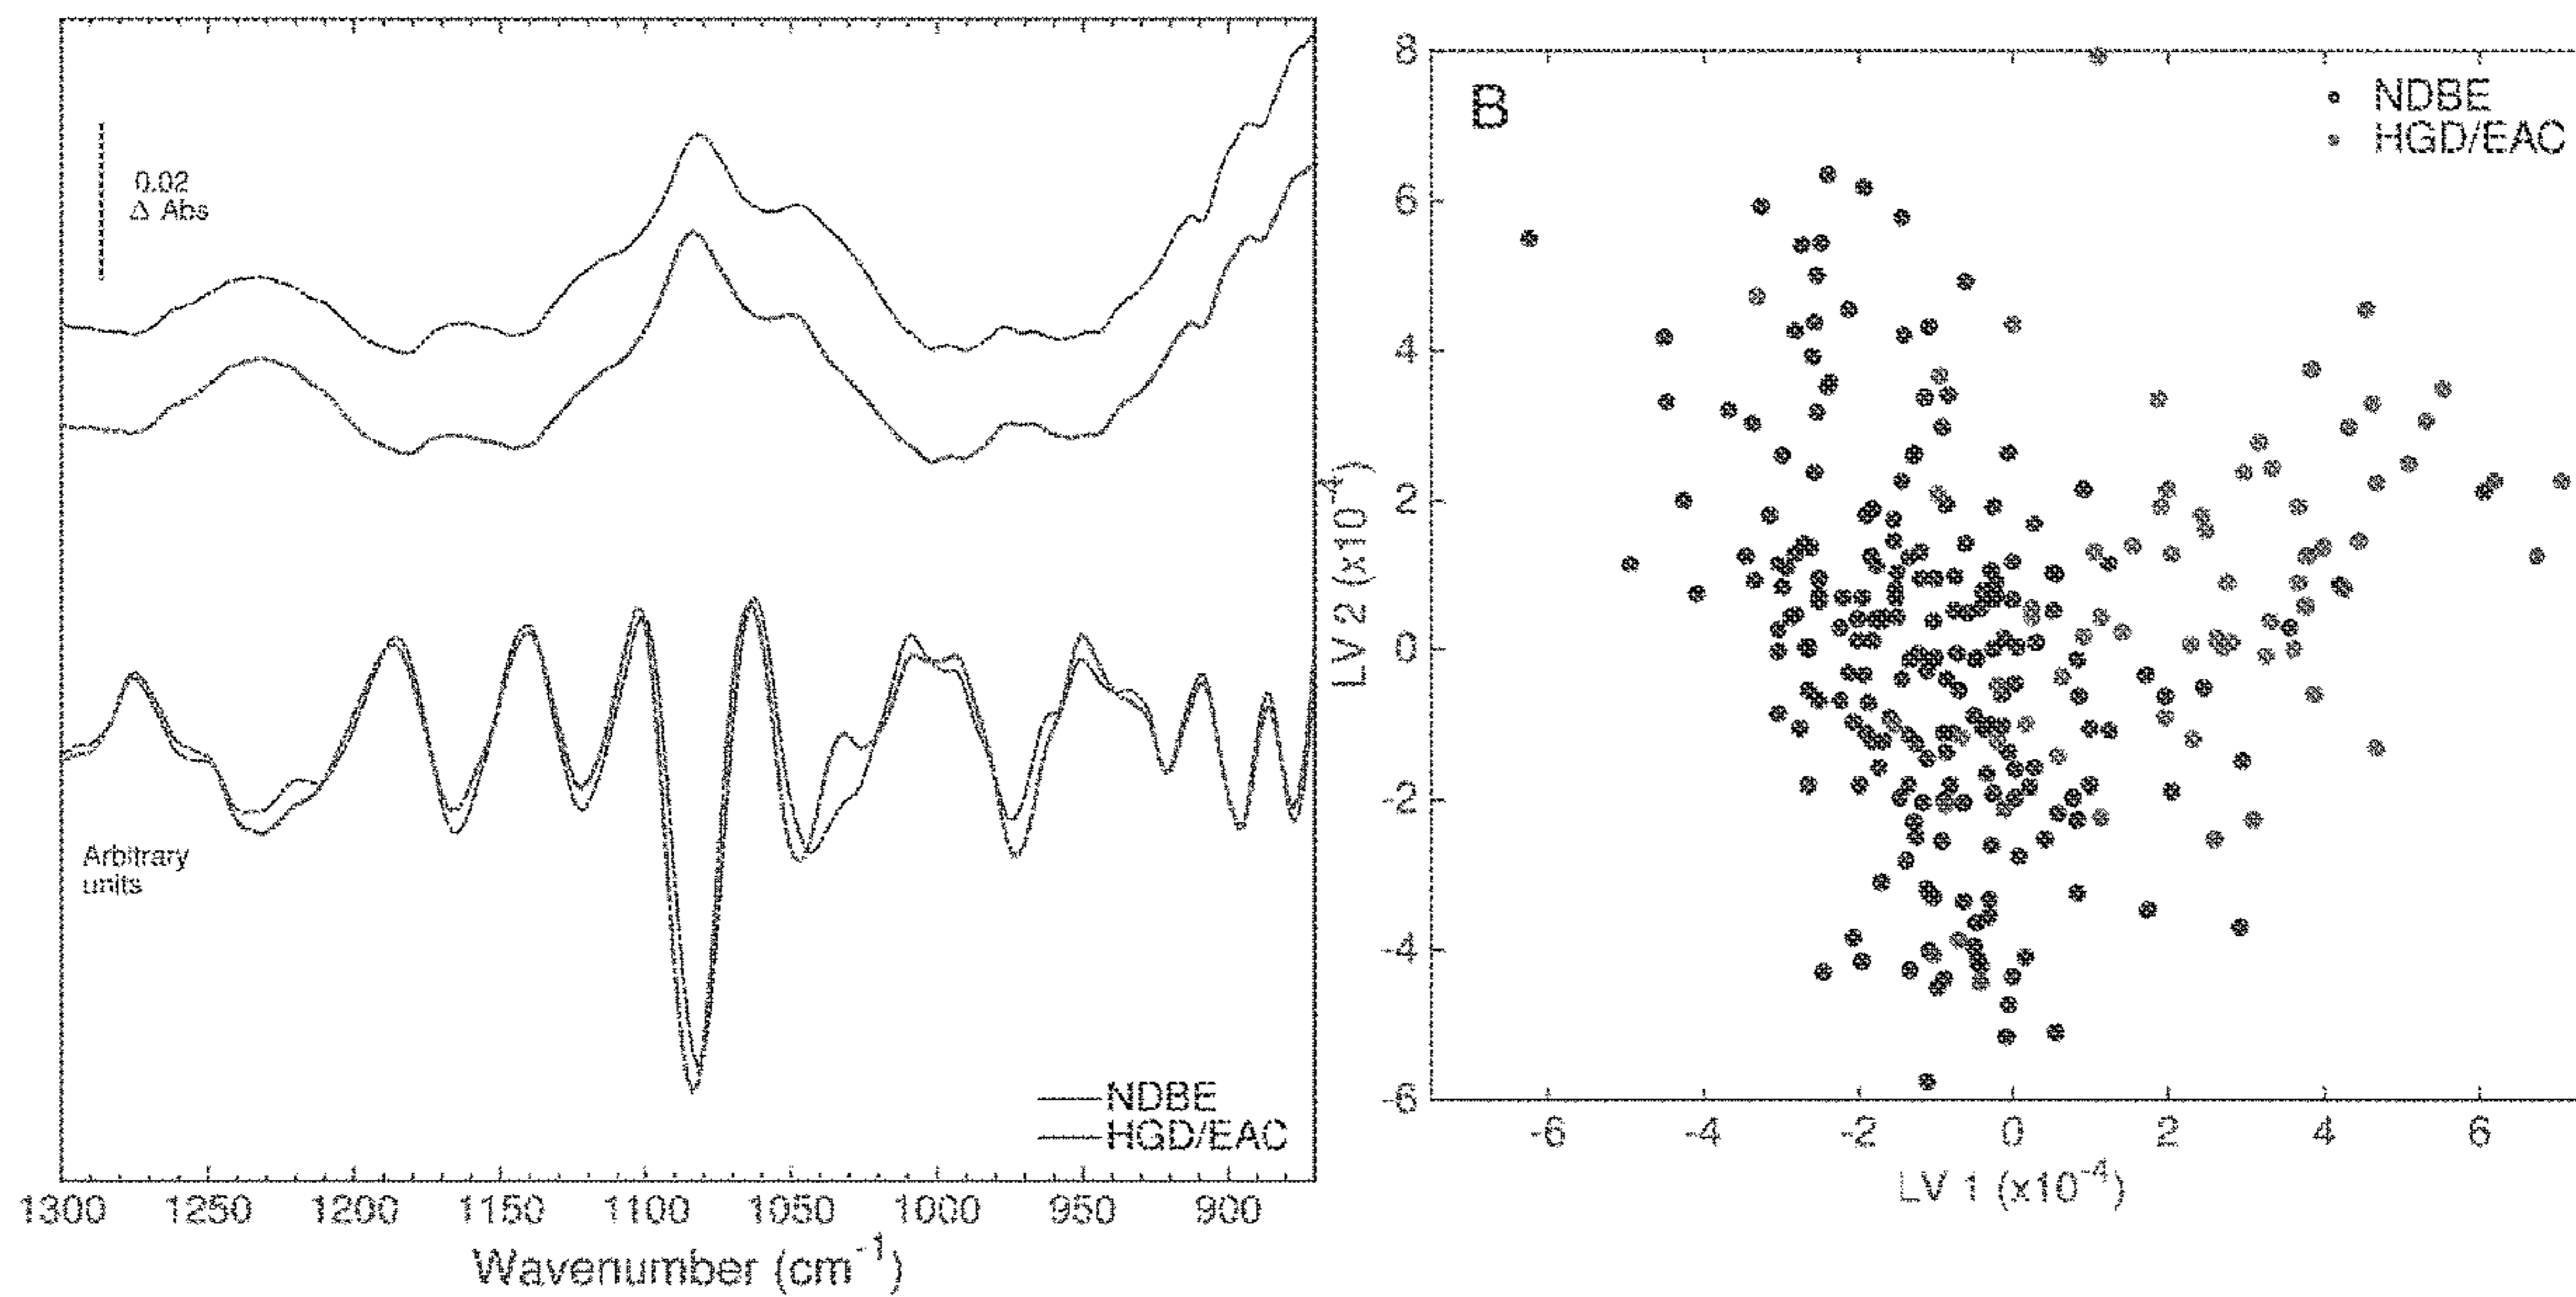 0.02
Δ Abs
Arbitrary
units
NDBE
HGD/EAC
1300 1250 1200 1150 1100 1050 1000 950 900
Wavenumber (cm⁻¹)
B
NDBE
HGD/EAC
8
6
4
2
0
-2
-4
-6
LV 2 (x10⁻⁴)
-6 -4 -2 0 2 4 6
LV 1 (x10⁻⁴)